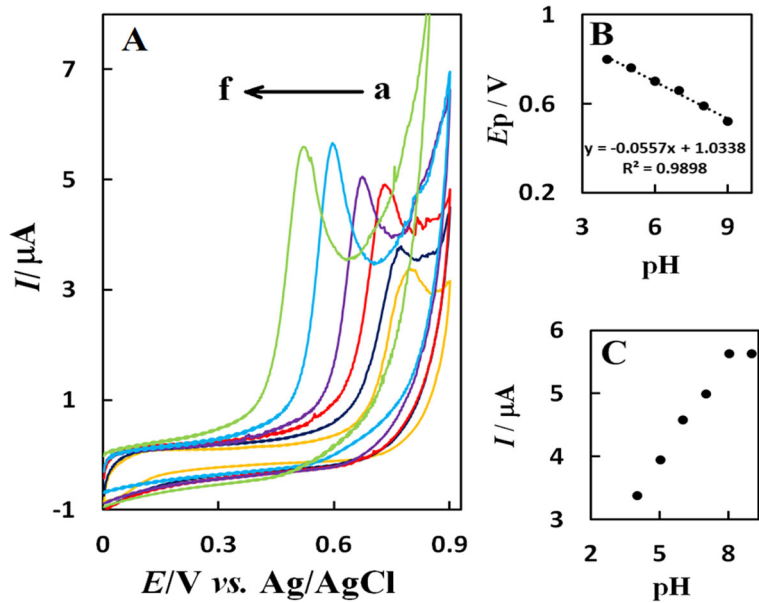 A
f a
7
5
3
1
-1
0 0.3 0.6 0.9
I/ μA
E/V vs. Ag/AgCl
B
1
0.6
0.2
3 6 9
Ep / V
pH
y = -0.0557x + 1.0338
R² = 0.9898
C
6
5
4
3
2 5 8
I / μA
pH